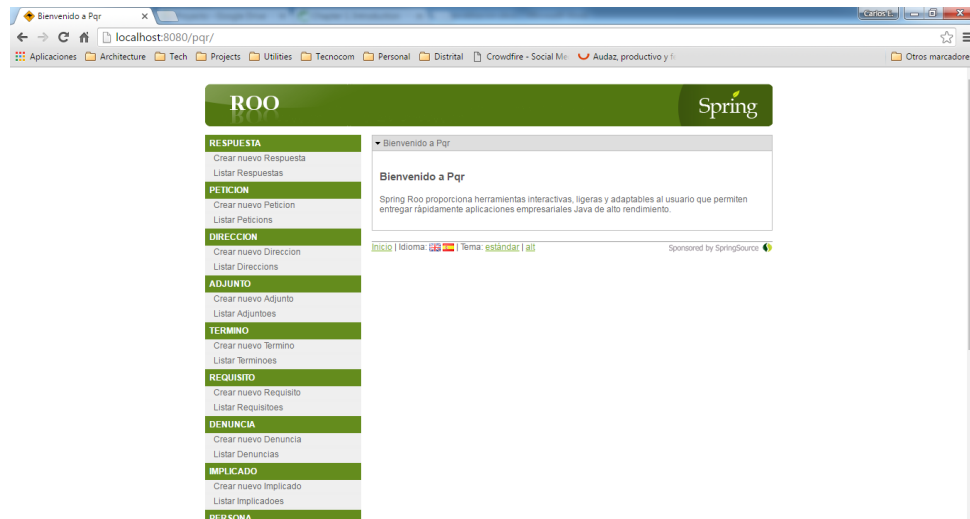 Bienvenido a Pqr
Carlos L...
localhost:8080/pqr/
Aplicaciones Architecture Tech Projects Utilities Tecnocom Personal Distrital Crowdfire - Social Me Audaz, productivo y f Otros marcadore
ROO
Spring
RESPUESTA
Crear nuevo Respuesta
Listar Respuestas
PETICION
Crear nuevo Peticion
Listar Peticions
DIRECCION
Crear nuevo Direccion
Listar Direccions
ADJUNTO
Crear nuevo Adjunto
Listar Adjuntoes
TERMINO
Crear nuevo Termino
Listar Terminoes
REQUISITO
Crear nuevo Requisito
Listar Requisitoes
DENUNCIA
Crear nuevo Denuncia
Listar Denuncias
IMPLICADO
Crear nuevo Implicado
Listar Implicadoes
PERSONA
Bienvenido a Pqr
Bienvenido a Pqr
Spring Roo proporciona herramientas interactivas, ligeras y adaptables al usuario que permiten
entregar rápidamente aplicaciones empresariales Java de alto rendimiento.
Inicio | Idioma: | Tema: estándar | alt
Sponsored by SpringSource